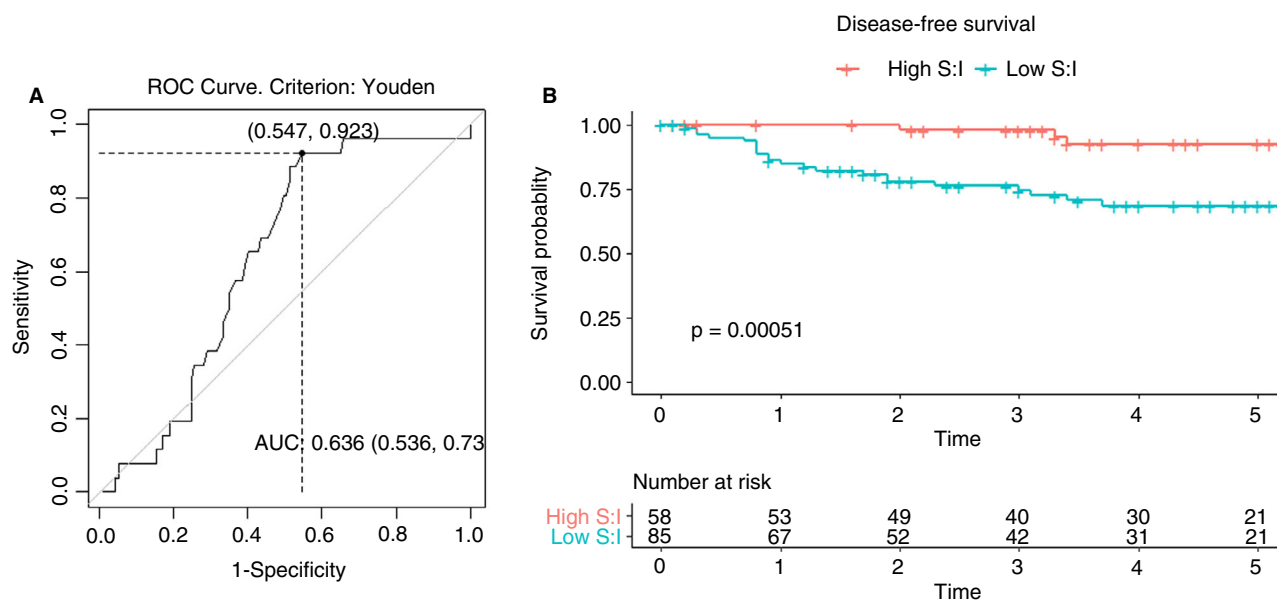 A
ROC Curve. Criterion: Youden
(0.547, 0.923)
1.0
0.8
0.6
0.4
0.2
0.0
Sensitivity
AUC: 0.636 (0.536, 0.73
0.0 0.2 0.4 0.6 0.8 1.0
1-Specificity
Disease-free survival
High S:I Low S:I
B
1.00
0.75
0.50
0.25
0.00
Survival probablity
p = 0.00051
0 1 2 3 4 5
Time
Number at risk
High S:I 58 53 49 40 30 21
Low S:I 85 67 52 42 31 21
0 1 2 3 4 5
Time